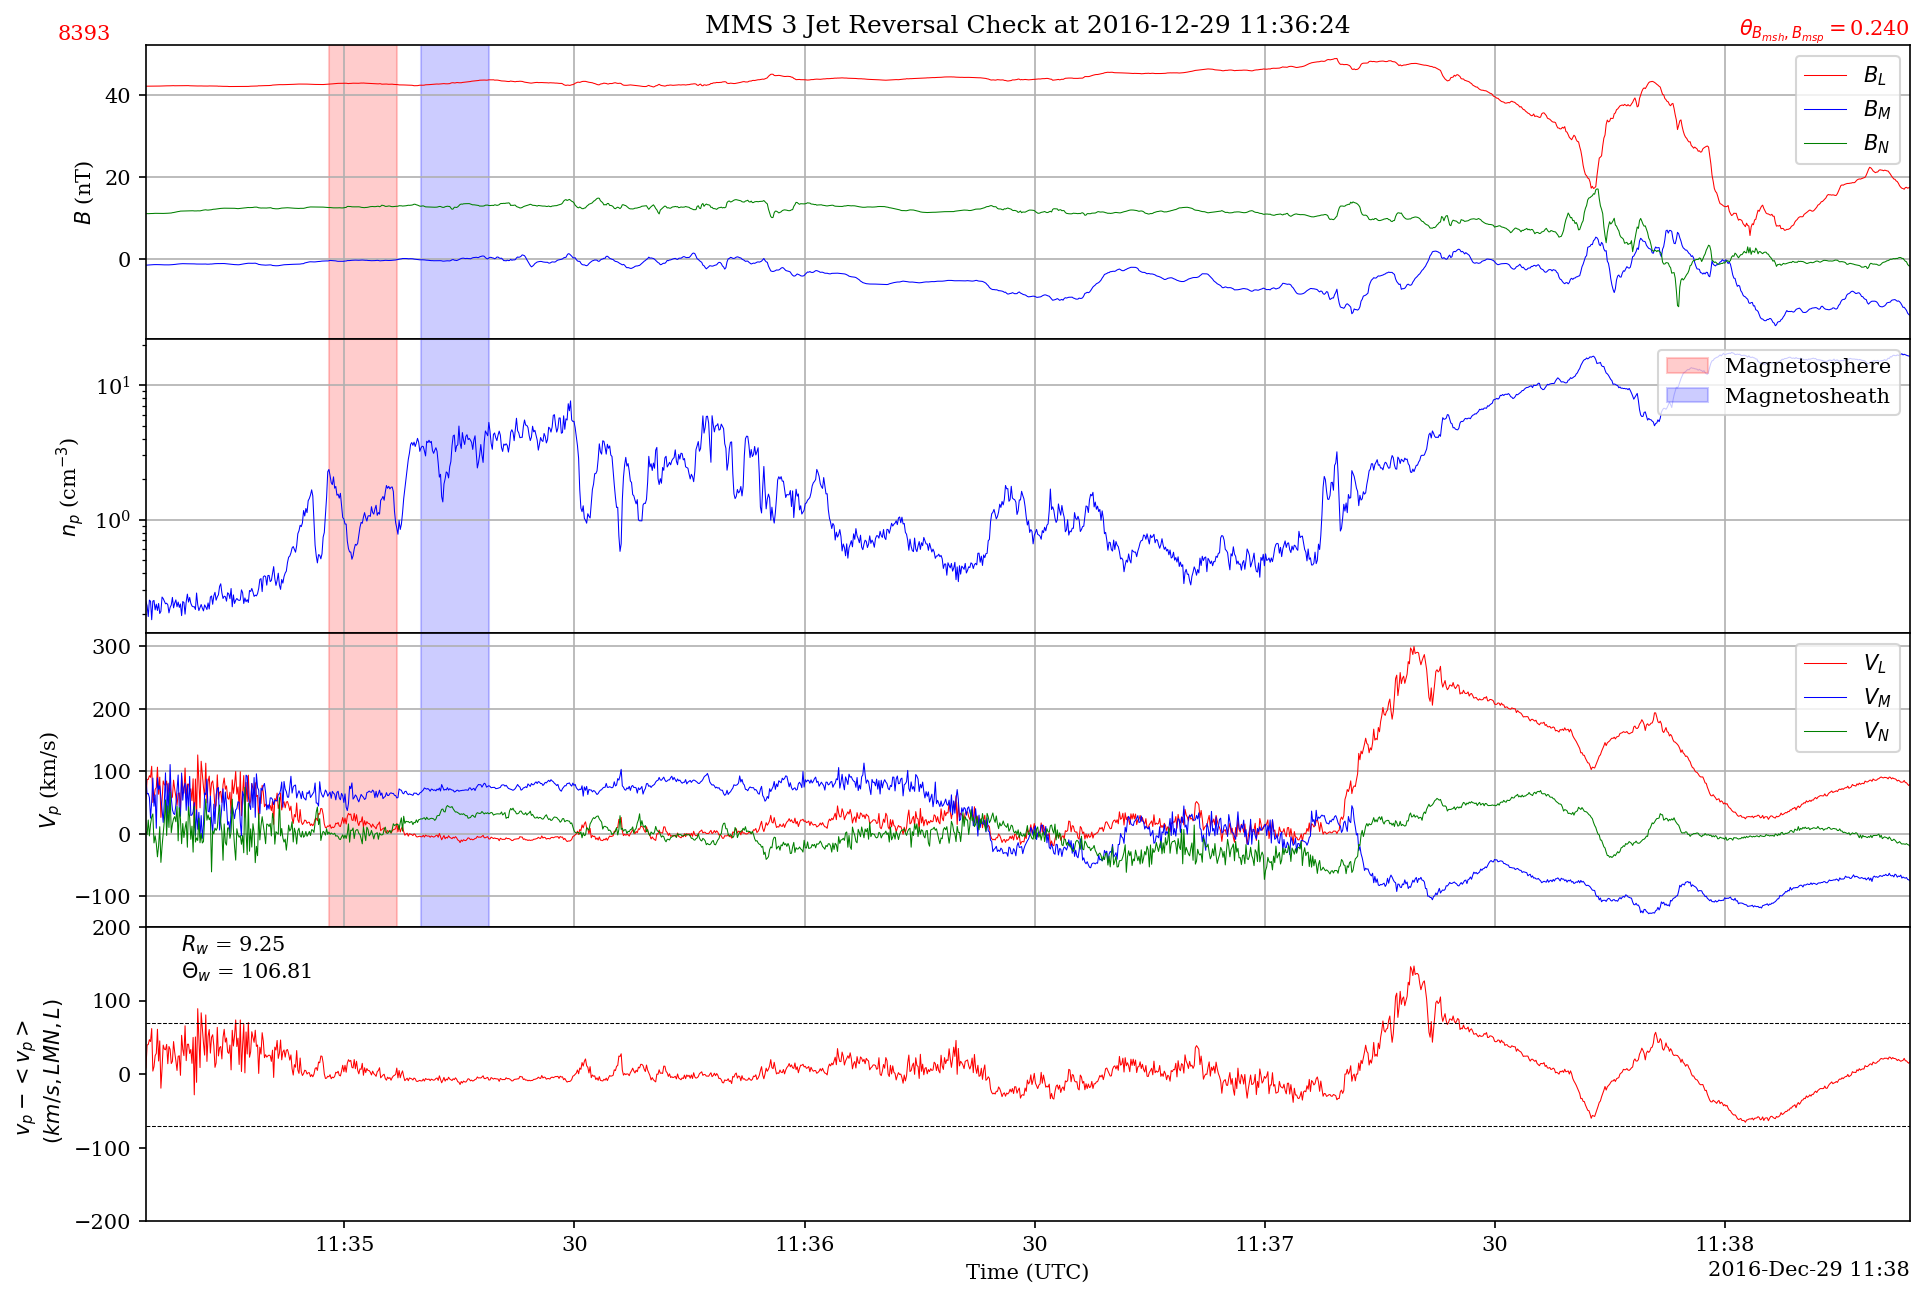 8393
MMS 3 Jet Reversal Check at 2016-12-29 11:36:24
θ_{B_{msh}, B_{msp}} = 0.240
B (nT)
40
20
0
B_L
B_M
B_N
n_p (cm^{−3})
10^1
10^0
Magnetosphere
Magnetosheath
V_p (km/s)
300
200
100
0
−100
V_L
V_M
V_N
v_p − < v_p >
(km/s, LMN, L)
200
100
0
−100
−200
R_w = 9.25
Θ_w = 106.81
11:35
30
11:36
30
11:37
30
11:38
Time (UTC)
2016-Dec-29 11:38